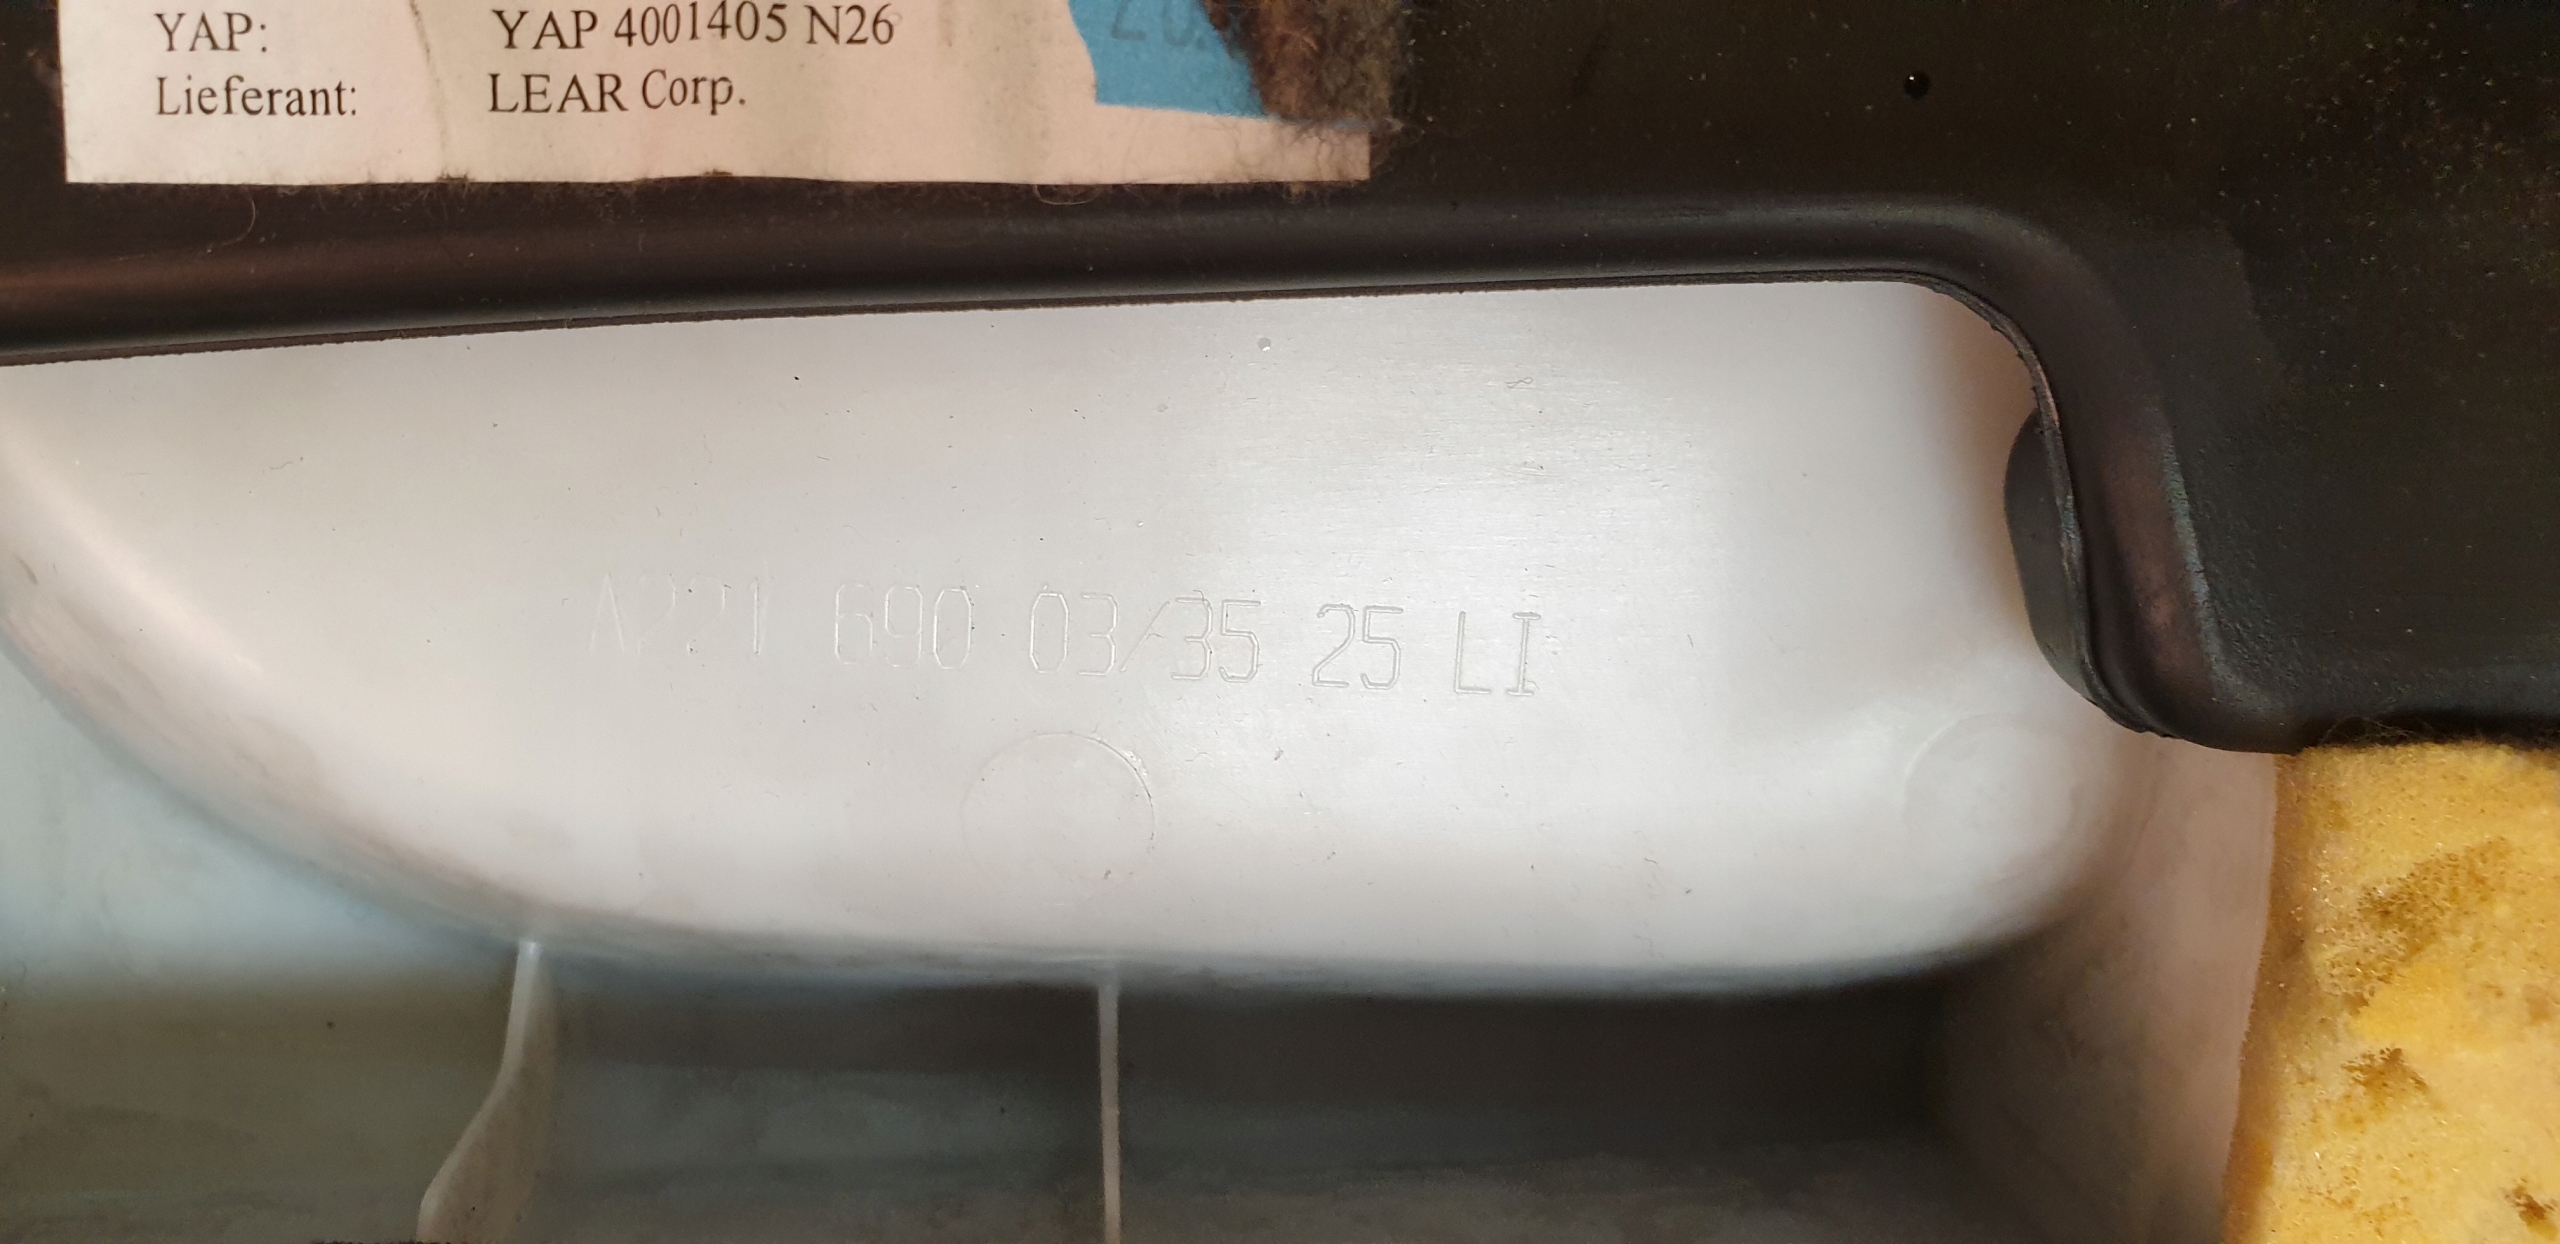 YAP: YAP 4001405 N26
Lieferant: LEAR Corp.
A221 690 03/35 25 LI